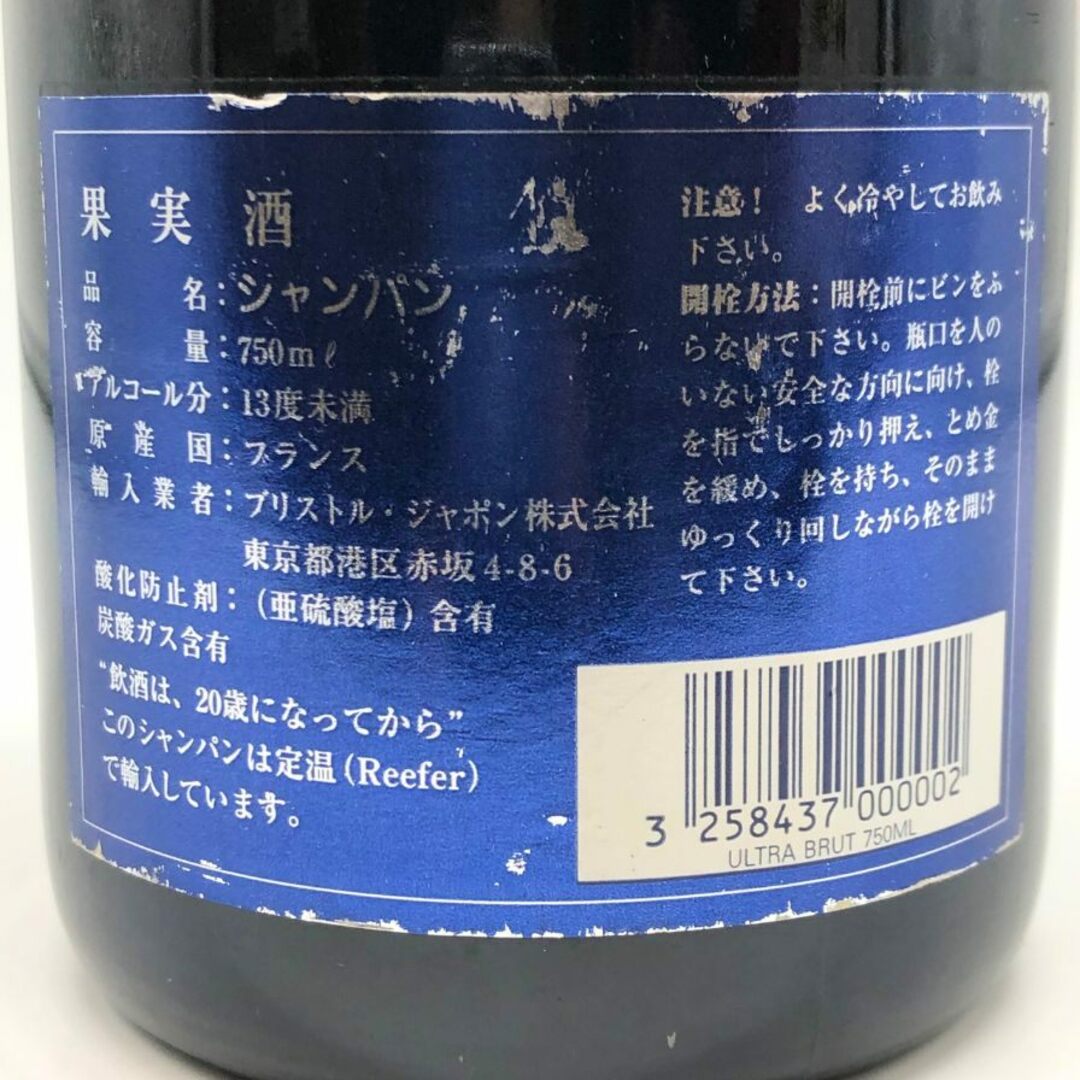 果実酒
品名：シャンパン
容量：750mℓ
アルコール分：13度未満
原産国：フランス
輸入業者：ブリストル・ジャポン株式会社
東京都港区赤坂4-8-6
酸化防止剤：（亜硫酸塩）含有
炭酸ガス含有
“飲酒は、20歳になってから”
このシャンパンは定温(Reefer)
で輸入しています。
注意！ よく冷やしてお飲み
下さい。
開栓方法：開栓前にビンをふ
らないで下さい。瓶口を人の
いない安全な方向に向け、栓
を指でしっかり押え、とめ金
を緩め、栓を持ち、そのまま
ゆっくり回しながら栓を開け
て下さい。
3 258437 000002
ULTRA BRUT 750ML